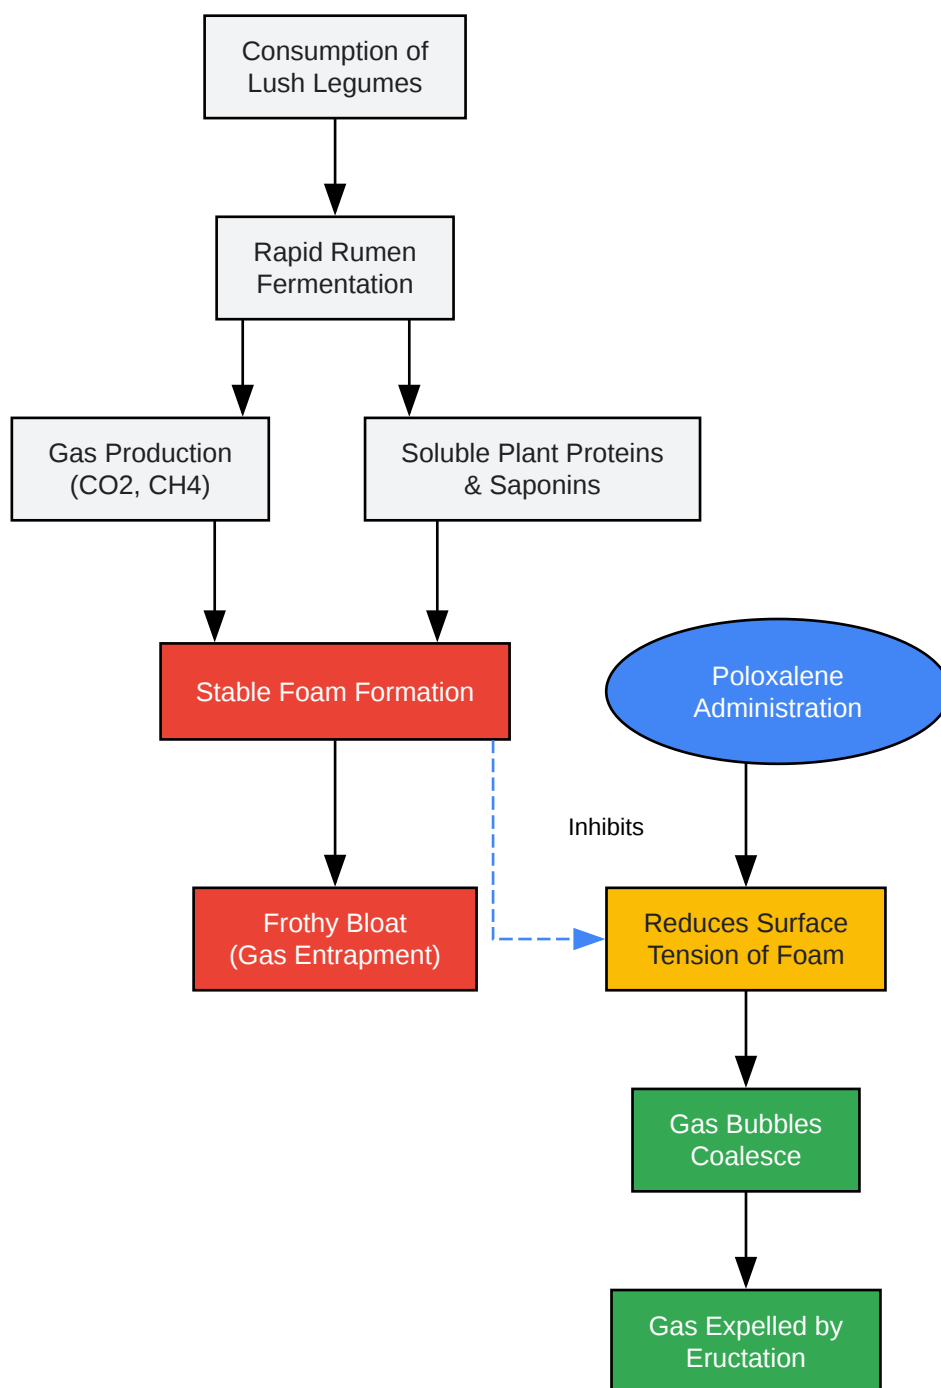 Consumption of
Lush Legumes
Rapid Rumen
Fermentation
Gas Production
(CO2, CH4)
Soluble Plant Proteins
& Saponins
Stable Foam Formation
Poloxalene
Administration
Inhibits
Frothy Bloat
(Gas Entrapment)
Reduces Surface
Tension of Foam
Gas Bubbles
Coalesce
Gas Expelled by
Eructation